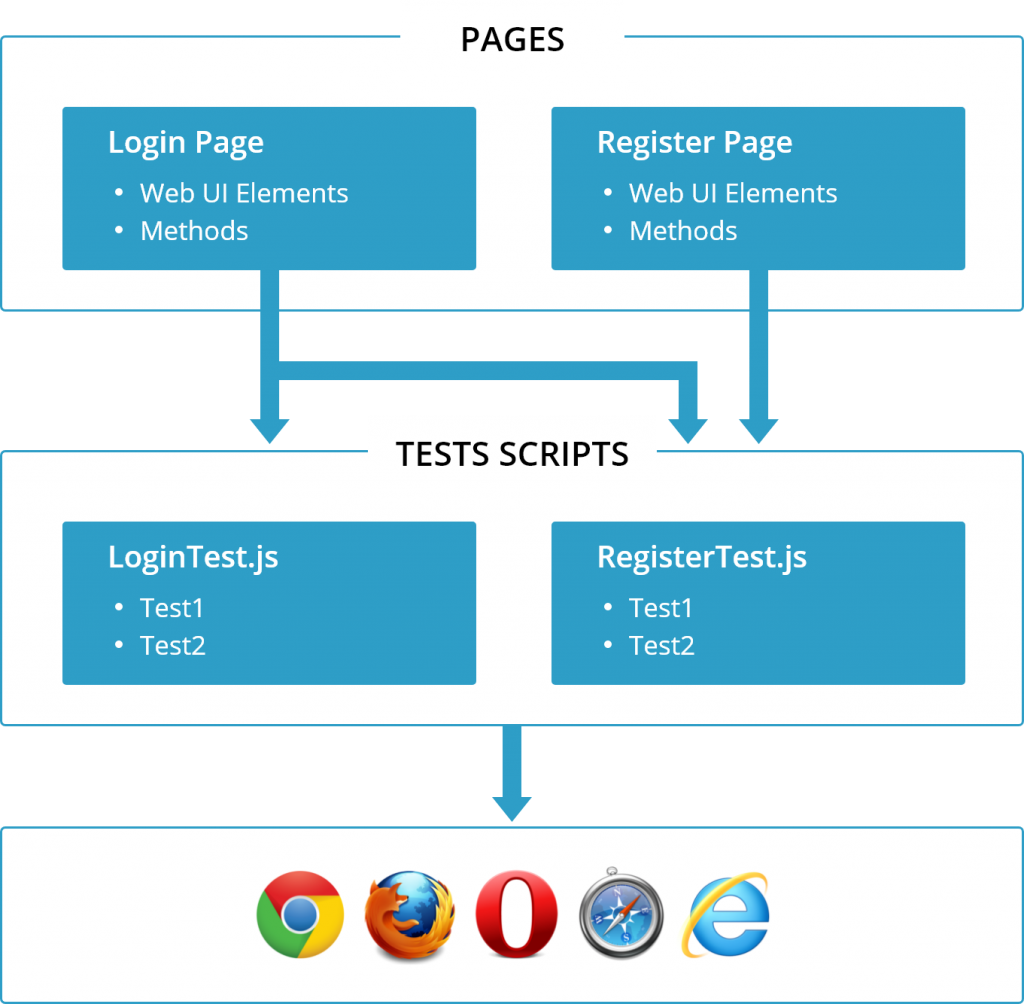 PAGES
Login Page
• Web UI Elements
• Methods
Register Page
• Web UI Elements
• Methods
TESTS SCRIPTS
LoginTest.js
• Test1
• Test2
RegisterTest.js
• Test1
• Test2